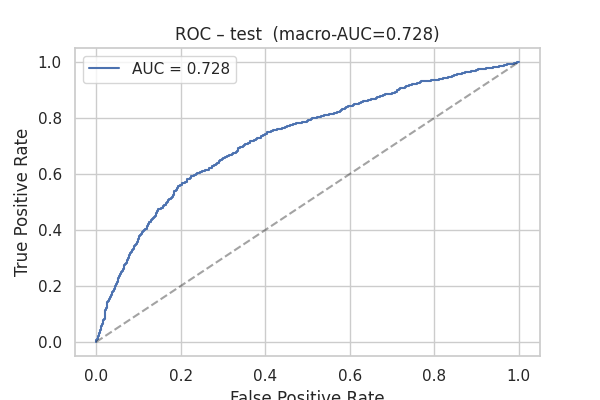 ROC – test  (macro-AUC=0.728)
AUC = 0.728
True Positive Rate
1.0
0.8
0.6
0.4
0.2
0.0
0.0 0.2 0.4 0.6 0.8 1.0
False Positive Rate